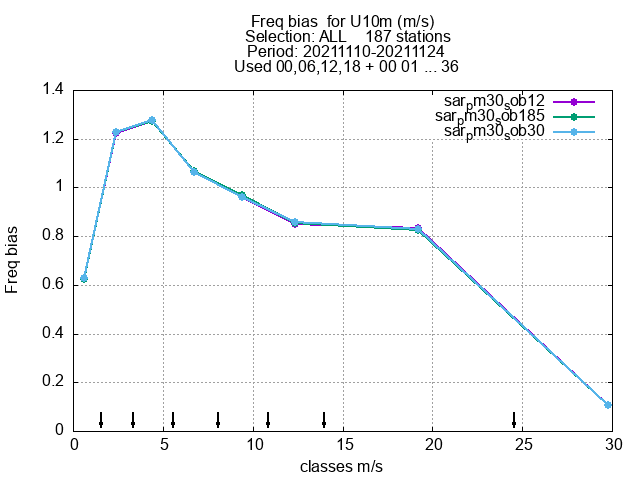 Freq bias  for U10m (m/s)
Selection: ALL    187 stations
Period: 20211110-20211124
Used 00,06,12,18 + 00 01 ... 36
sar_pm30_sob12
sar_pm30_sob185
sar_pm30_sob30
1.4
1.2
1
0.8
0.6
0.4
0.2
0
Freq bias
0 5 10 15 20 25 30
classes m/s